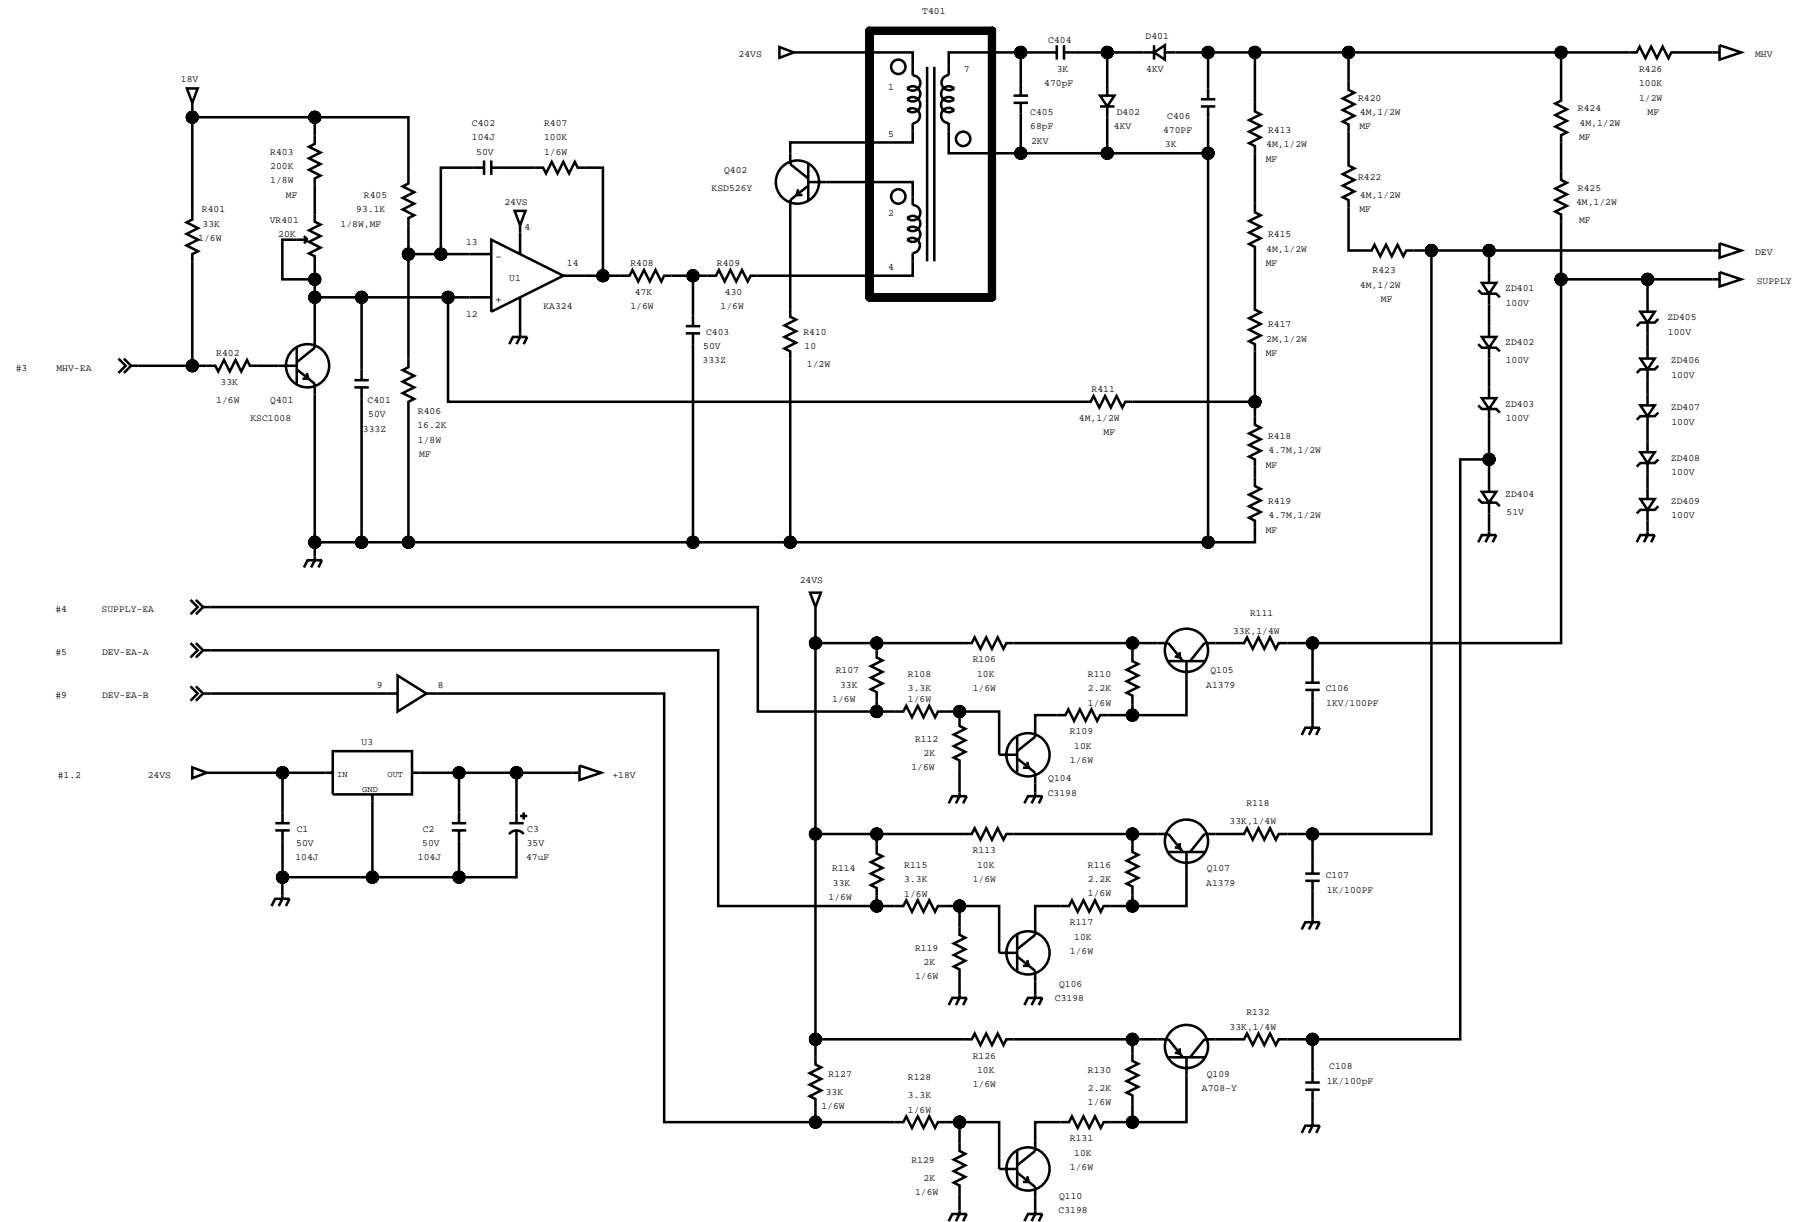 T401
24VS
1
5
2
4
7
C404
3K
470pF
D401
4KV
C405
68pF
2KV
D402
4KV
C406
470PF
3K
R413
4M,1/2W
MF
R420
4M,1/2W
MF
R424
4M,1/2W
MF
R426
100K
1/2W
MF
MHV
18V
R403
200K
1/8W
MF
R401
33K
1/6W
VR401
20K
R405
93.1K
1/8W,MF
C402
104J
50V
R407
100K
1/6W
24VS
4
13
12
14
-
+
U1
KA324
Q402
KSD526Y
R408
47K
1/6W
R409
430
1/6W
C403
50V
333Z
R410
10
1/2W
R415
4M,1/2W
MF
R422
4M,1/2W
MF
R425
4M,1/2W
MF
R423
4M,1/2W
MF
DEV
SUPPLY
ZD401
100V
ZD402
100V
ZD403
100V
ZD404
51V
ZD405
100V
ZD406
100V
ZD407
100V
ZD408
100V
ZD409
100V
R417
2M,1/2W
MF
R411
4M,1/2W
MF
R418
4.7M,1/2W
MF
R419
4.7M,1/2W
MF
#3 MHV-EA
R402
33K
1/6W
Q401
KSC1008
C401
50V
333Z
R406
16.2K
1/8W
MF
#4 SUPPLY-EA
#5 DEV-EA-A
#9 DEV-EA-B
9
8
#1.2 24VS
U3
IN OUT
GND
+18V
C1
50V
104J
C2
50V
104J
+
C3
35V
47uF
24VS
R107
33K
1/6W
R108
3.3K
1/6W
R106
10K
1/6W
R110
2.2K
1/6W
R111
33K,1/4W
Q105
A1379
C106
1KV/100PF
R112
2K
1/6W
R109
10K
1/6W
Q104
C3198
R114
33K
1/6W
R115
3.3K
1/6W
R113
10K
1/6W
R116
2.2K
1/6W
R118
33K,1/4W
Q107
A1379
C107
1K/100PF
R119
2K
1/6W
R117
10K
1/6W
Q106
C3198
R127
33K
1/6W
R128
3.3K
1/6W
R126
10K
1/6W
R130
2.2K
1/6W
R132
33K,1/4W
Q109
A708-Y
C108
1K/100pF
R129
2K
1/6W
R131
10K
1/6W
Q110
C3198